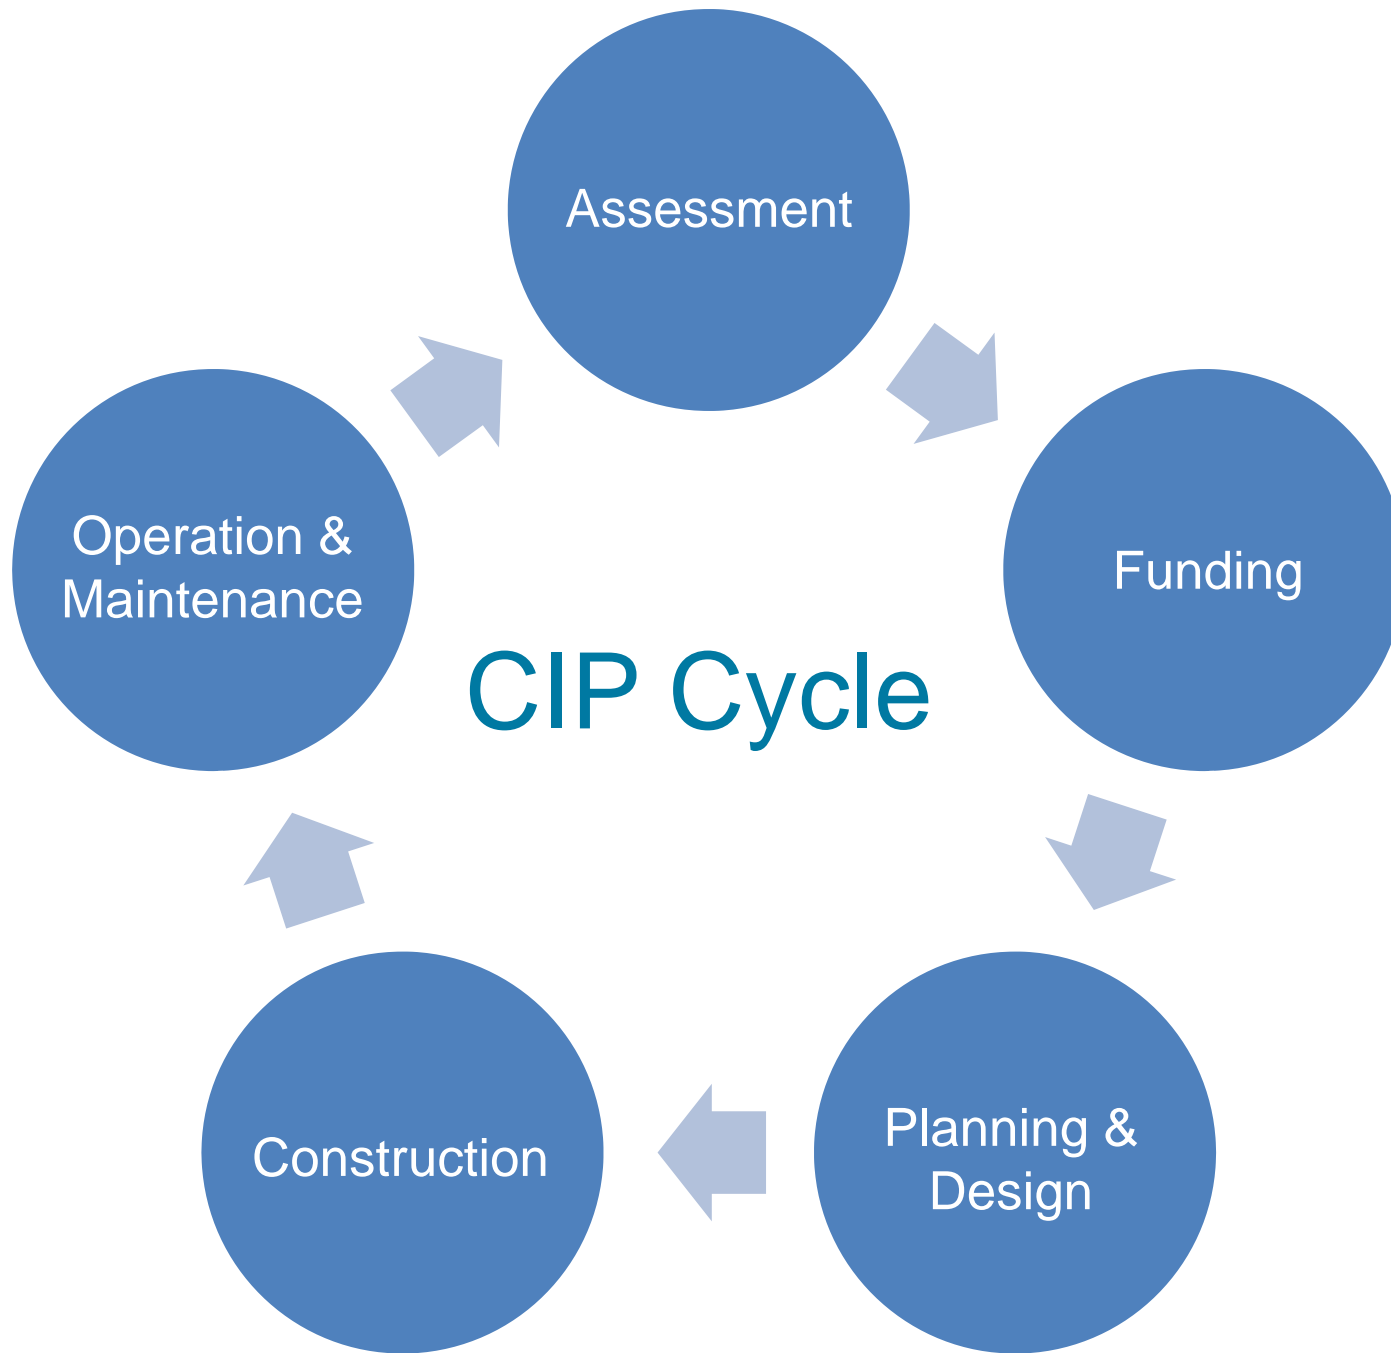 Assessment
Funding
Planning &
Design
Construction
Operation &
Maintenance
CIP Cycle